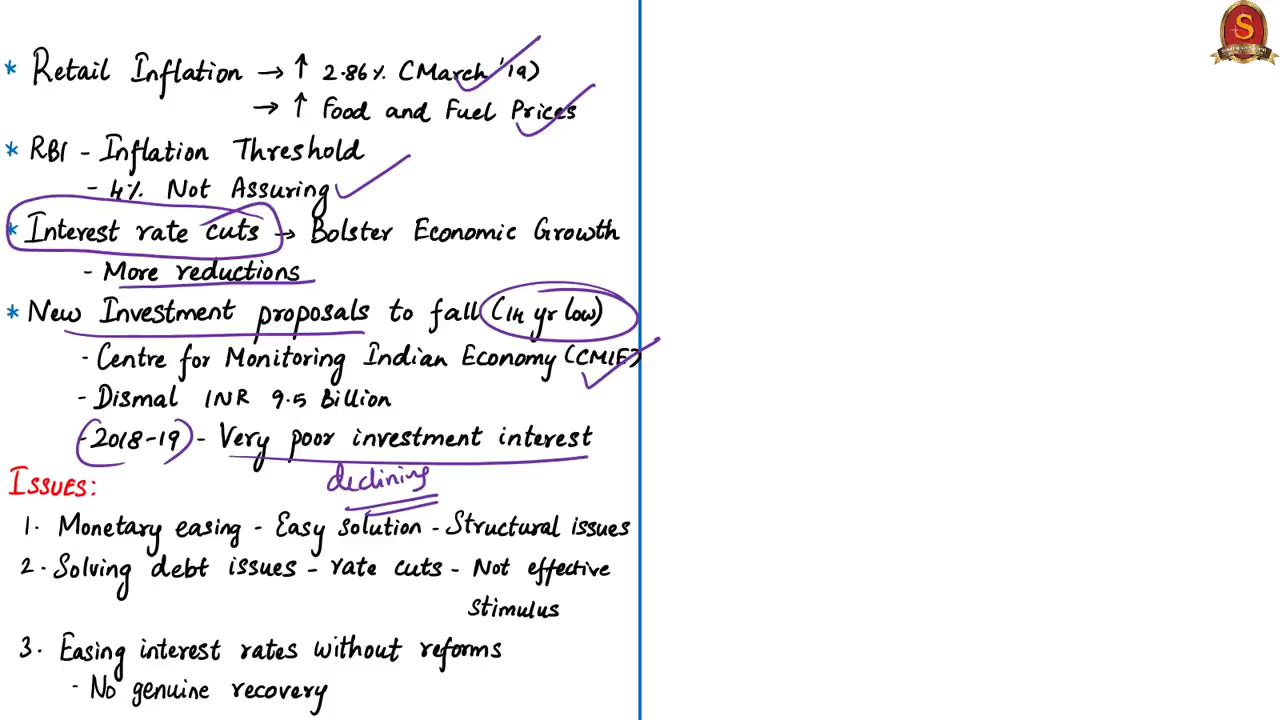 * Retail Inflation → ↑ 2.86% (March '19)
→ ↑ Food and Fuel Prices
* RBI - Inflation Threshold
- 4% Not Assuring
* Interest rate cuts → Bolster Economic Growth
- More reductions
* New Investment proposals to fall (14 yr low)
- Centre for Monitoring Indian Economy (CMIE)
- Dismal INR 9.5 Billion
- 2018-19 - Very poor investment interest
declining
ISSUES:
1. Monetary easing - Easy solution - Structural issues
2. Solving debt issues - rate cuts - Not effective
stimulus
3. Easing interest rates without reforms
- No genuine recovery
S